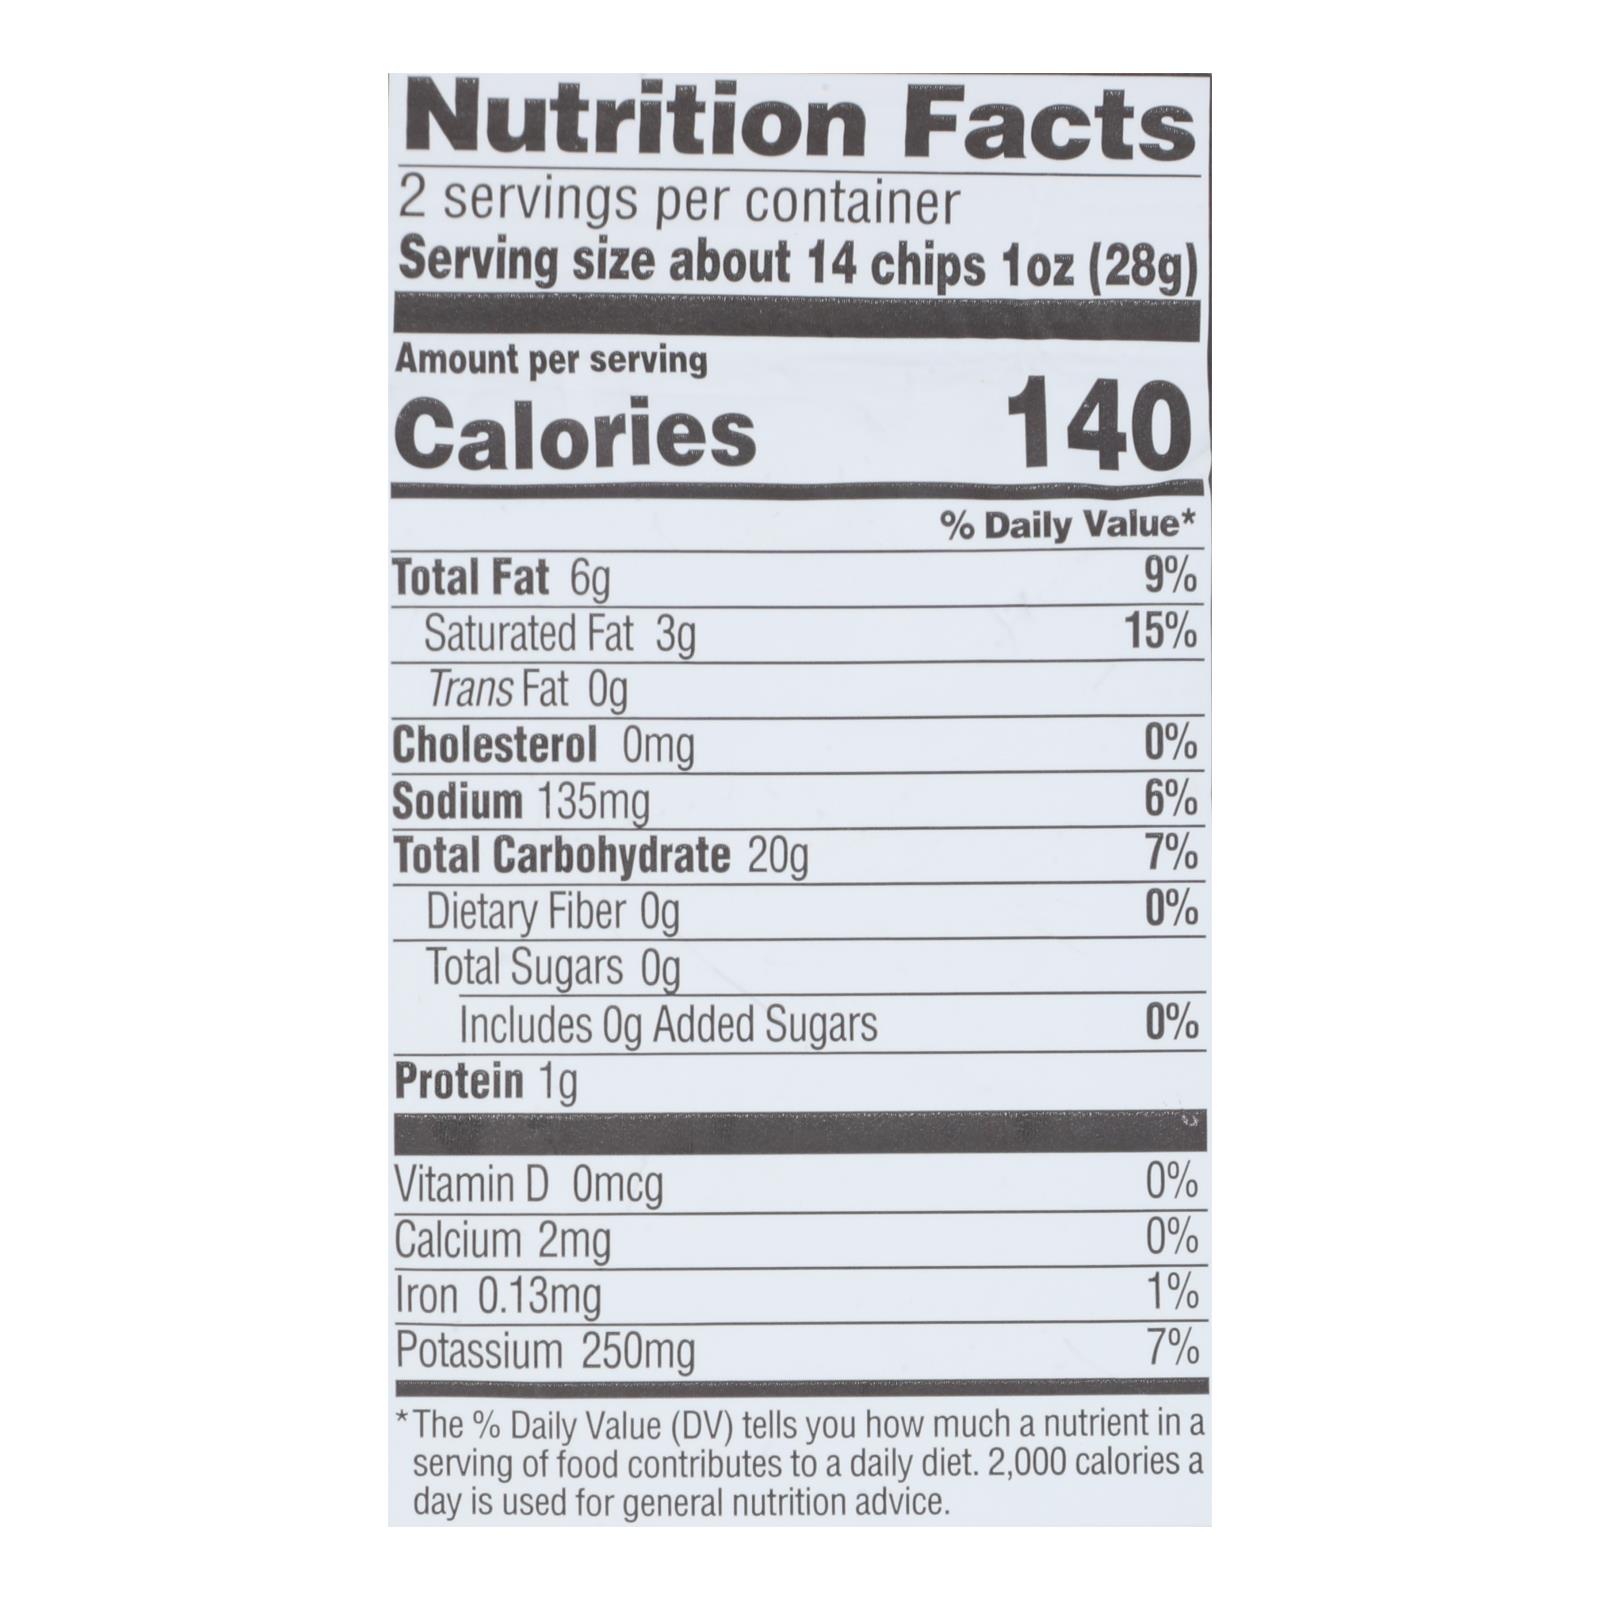 Nutrition Facts
2 servings per container
Serving size about 14 chips 1oz (28g)
Amount per serving
Calories 140
% Daily Value*
Total Fat 6g 9%
Saturated Fat 3g 15%
Trans Fat 0g
Cholesterol 0mg 0%
Sodium 135mg 6%
Total Carbohydrate 20g 7%
Dietary Fiber 0g 0%
Total Sugars 0g
Includes 0g Added Sugars 0%
Protein 1g
Vitamin D 0mcg 0%
Calcium 2mg 0%
Iron 0.13mg 1%
Potassium 250mg 7%
*The % Daily Value (DV) tells you how much a nutrient in a
serving of food contributes to a daily diet. 2,000 calories a
day is used for general nutrition advice.